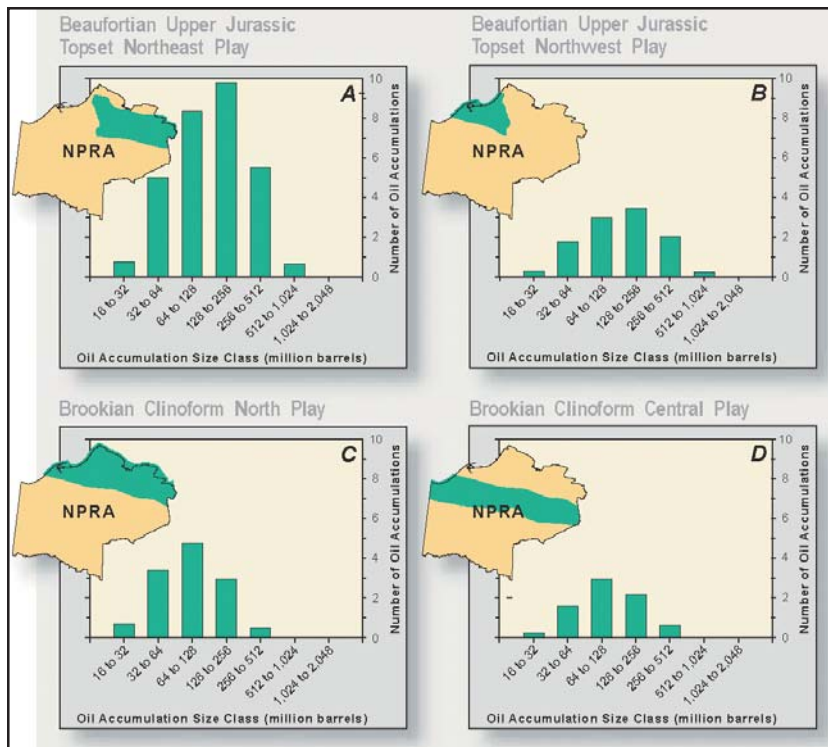 Beaufortian Upper Jurassic
Topset Northeast Play
A
NPRA
10
8
6
4
2
0
Number of Oil Accumulations
16 to 32
32 to 64
64 to 128
128 to 256
256 to 512
512 to 1,024
1,024 to 2,048
Oil Accumulation Size Class (million barrels)
Beaufortian Upper Jurassic
Topset Northwest Play
B
NPRA
10
8
6
4
2
0
Number of Oil Accumulations
16 to 32
32 to 64
64 to 128
128 to 256
256 to 512
512 to 1,024
1,024 to 2,048
Oil Accumulation Size Class (million barrels)
Brookian Clinoform North Play
C
NPRA
10
8
6
4
2
0
Number of Oil Accumulations
16 to 32
32 to 64
64 to 128
128 to 256
256 to 512
512 to 1,024
1,024 to 2,048
Oil Accumulation Size Class (million barrels)
Brookian Clinoform Central Play
D
NPRA
10
8
6
4
2
0
Number of Oil Accumulations
16 to 32
32 to 64
64 to 128
128 to 256
256 to 512
512 to 1,024
1,024 to 2,048
Oil Accumulation Size Class (million barrels)